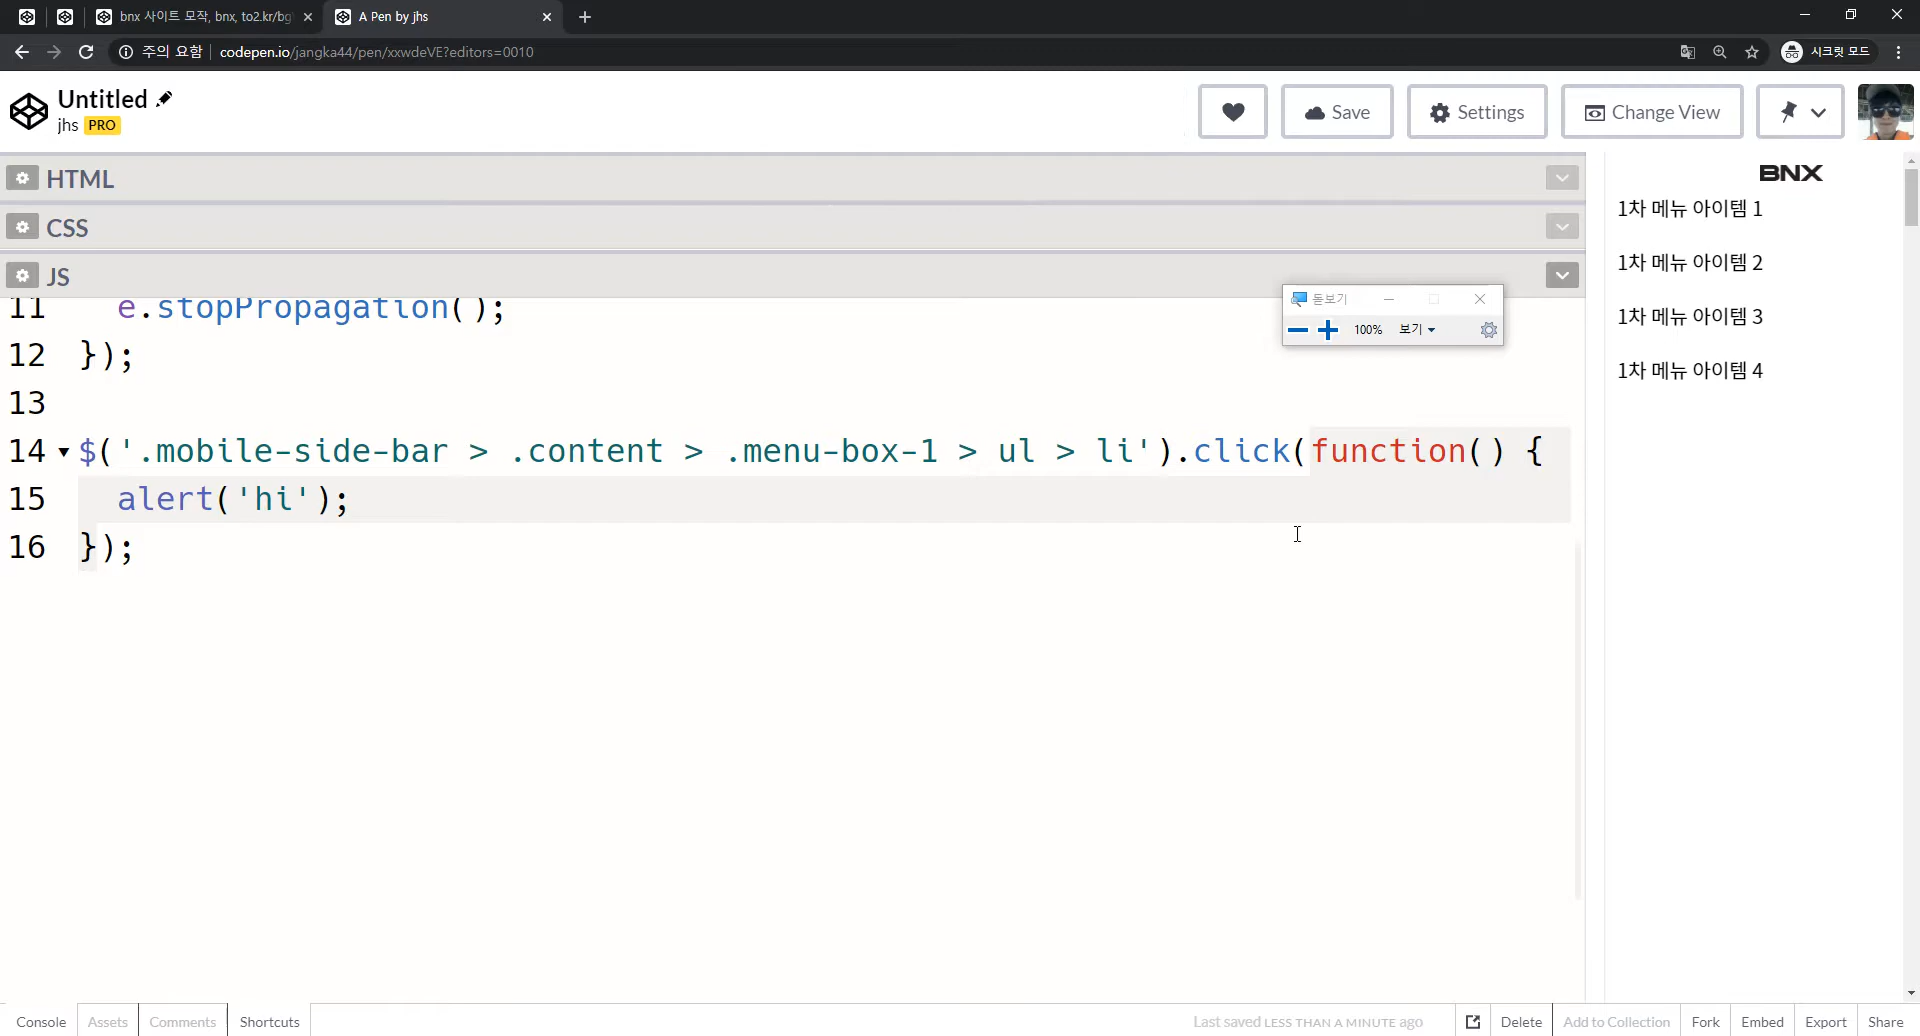 bnx 사이트 모작, bnx, to2.kr/bg
A Pen by jhs
주의 요함
codepen.io/jangka44/pen/xxwdeVE?editors=0010
시크릿 모드
Untitled
jhs PRO
Save
Settings
Change View
HTML
CSS
JS
11 e.stopPropagation();
12 });
13
14 $('.mobile-side-bar > .content > .menu-box-1 > ul > li').click(function() {
15 alert('hi');
16 });
돋보기
100% 보기
BNX
1차 메뉴 아이템 1
1차 메뉴 아이템 2
1차 메뉴 아이템 3
1차 메뉴 아이템 4
Console
Assets
Comments
Shortcuts
Last saved LESS THAN A MINUTE ago
Delete
Add to Collection
Fork
Embed
Export
Share